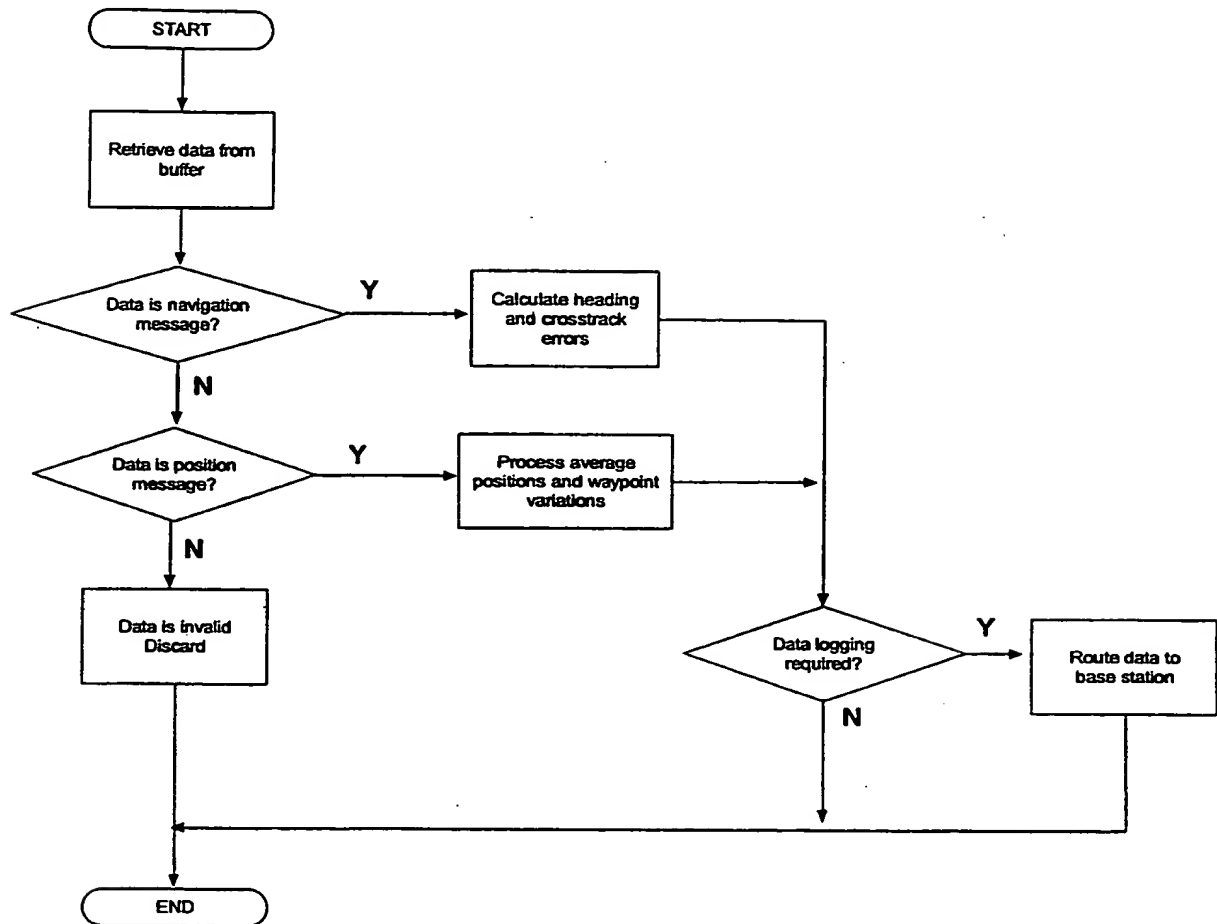 START
Retrieve data from
buffer
Data is navigation
message?
Y
Calculate heading
and crosstrack
errors
N
Data is position
message?
Y
Process average
positions and waypoint
variations
N
Data is invalid
Discard
Data logging
required?
Y
Route data to
base station
N
END